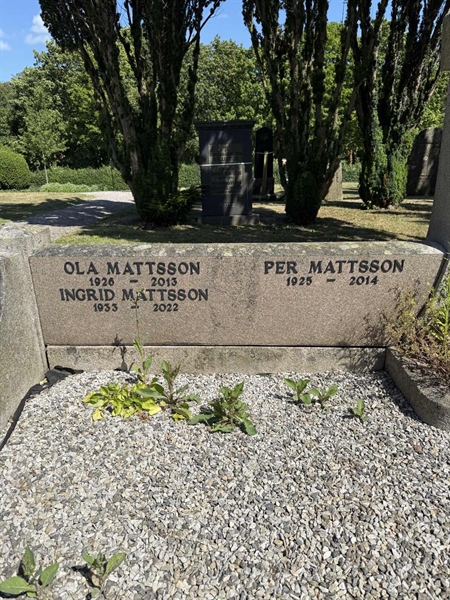 OLA MATTSSON
1926 - 2013
INGRID MATTSSON
1933 - 2022
PER MATTSSON
1925 - 2014